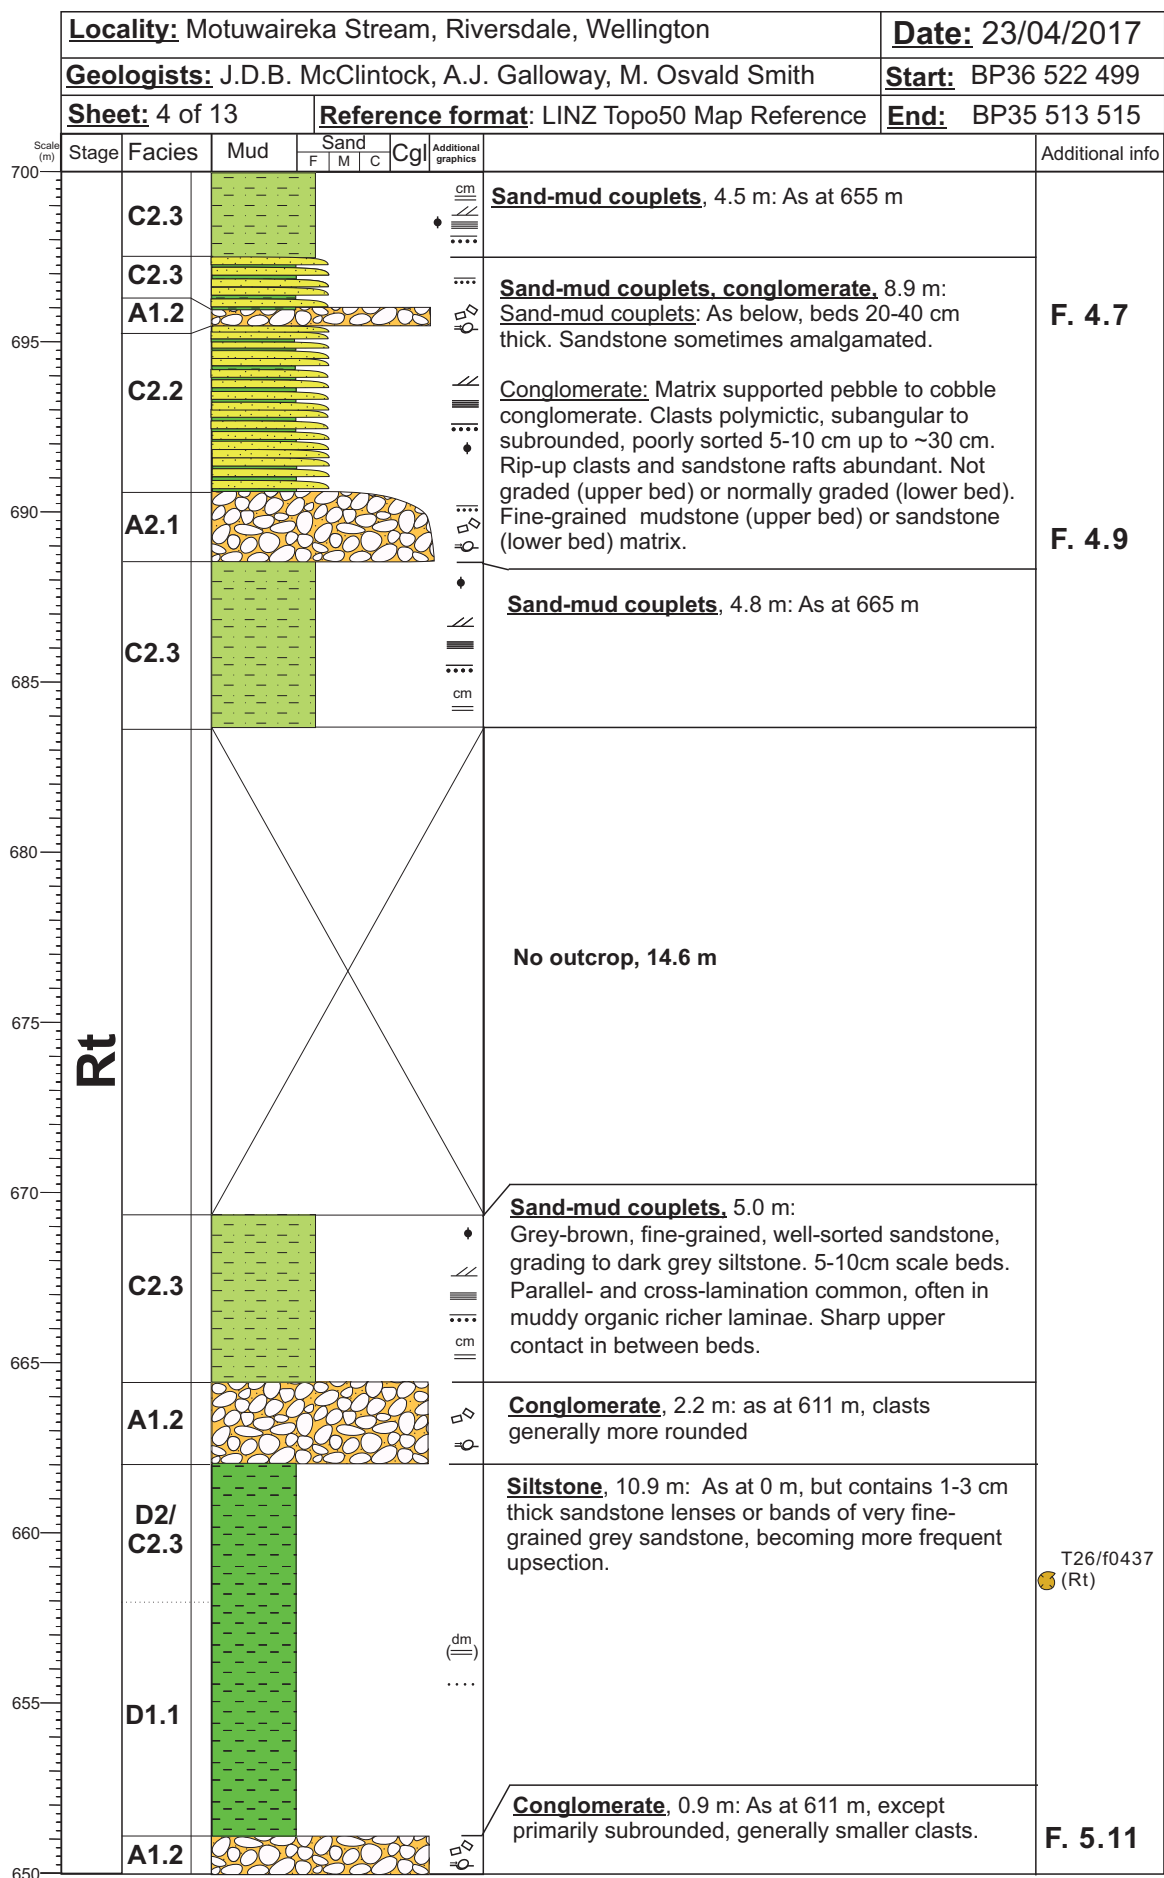 Locality: Motuwaireka Stream, Riversdale, Wellington
Date: 23/04/2017
Geologists: J.D.B. McClintock, A.J. Galloway, M. Osvald Smith
Start: BP36 522 499
Sheet: 4 of 13
Reference format: LINZ Topo50 Map Reference
End: BP35 513 515
Scale
(m)
Stage
Facies
Mud
Sand
F M C
Cgl
Additional
graphics
Additional info
700
C2.3
cm
Sand-mud couplets, 4.5 m: As at 655 m
C2.3
A1.2
Sand-mud couplets, conglomerate, 8.9 m:
Sand-mud couplets: As below, beds 20-40 cm
thick. Sandstone sometimes amalgamated.
F. 4.7
695
C2.2
Conglomerate: Matrix supported pebble to cobble
conglomerate. Clasts polymictic, subangular to
subrounded, poorly sorted 5-10 cm up to ~30 cm.
Rip-up clasts and sandstone rafts abundant. Not
graded (upper bed) or normally graded (lower bed).
Fine-grained mudstone (upper bed) or sandstone
(lower bed) matrix.
690
A2.1
F. 4.9
Sand-mud couplets, 4.8 m: As at 665 m
C2.3
685
cm
680
No outcrop, 14.6 m
675
Rt
670
Sand-mud couplets, 5.0 m:
Grey-brown, fine-grained, well-sorted sandstone,
grading to dark grey siltstone. 5-10cm scale beds.
Parallel- and cross-lamination common, often in
muddy organic richer laminae. Sharp upper
contact in between beds.
C2.3
cm
665
A1.2
Conglomerate, 2.2 m: as at 611 m, clasts
generally more rounded
Siltstone, 10.9 m: As at 0 m, but contains 1-3 cm
thick sandstone lenses or bands of very fine-
grained grey sandstone, becoming more frequent
upsection.
D2/
C2.3
660
T26/f0437
(Rt)
(dm)
655
D1.1
Conglomerate, 0.9 m: As at 611 m, except
primarily subrounded, generally smaller clasts.
A1.2
F. 5.11
650